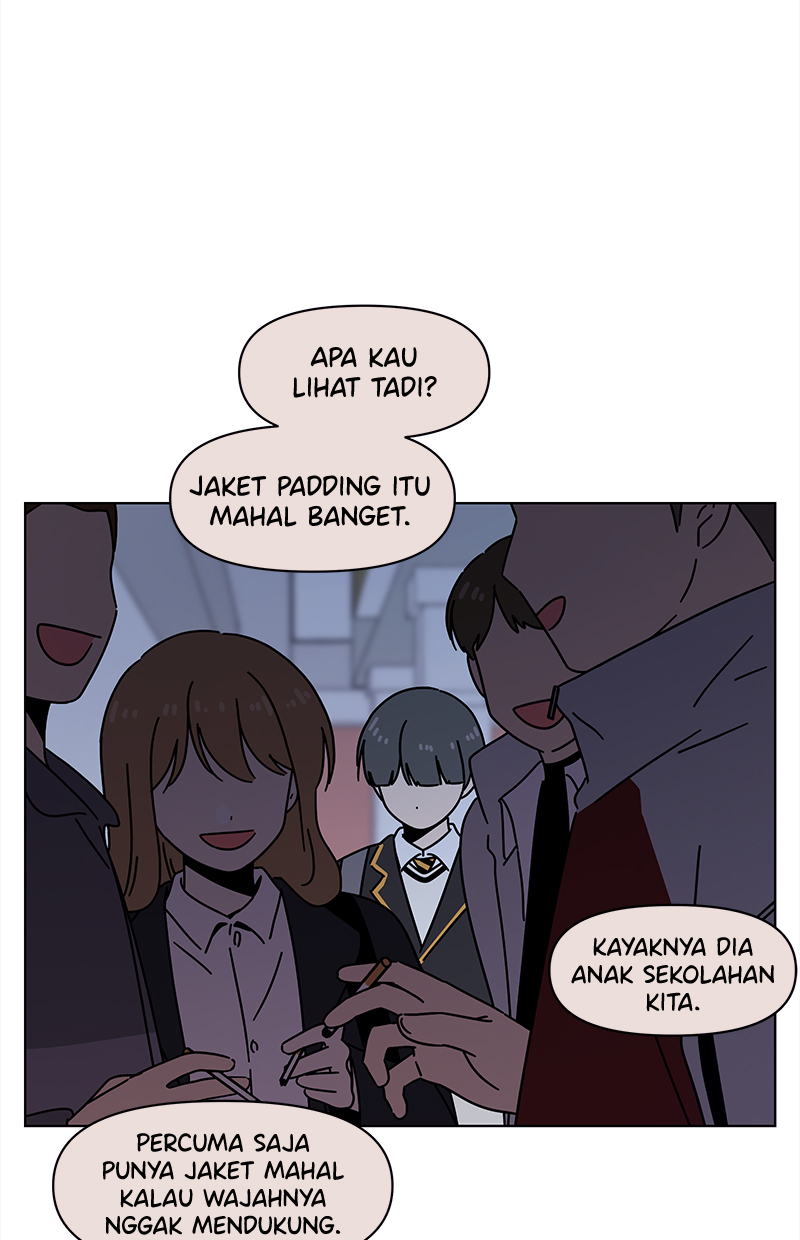 APA KAU
LIHAT TADI?
JAKET PADDING ITU
MAHAL BANGET.
KAYAKNYA DIA
ANAK SEKOLAHAN
KITA.
PERCUMA SAJA
PUNYA JAKET MAHAL
KALAU WAJAHNYA
NGGAK MENDUKUNG.